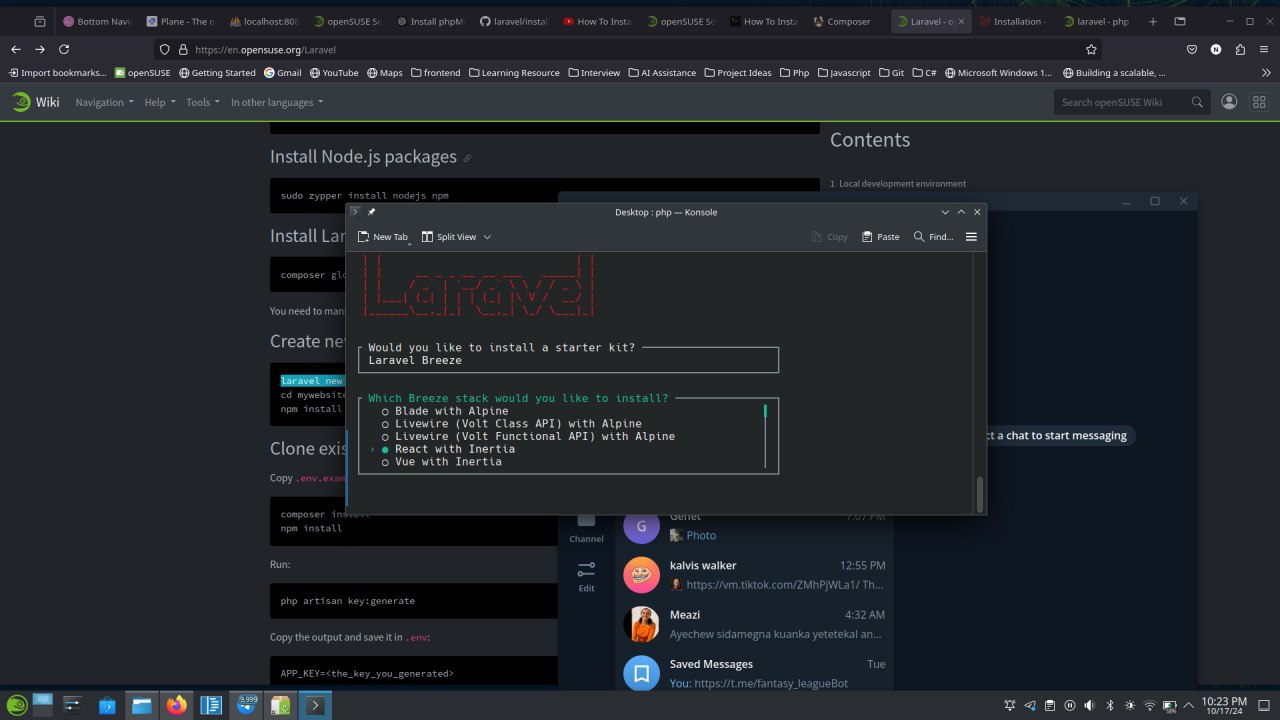 Bottom Navi
Plane - The o
localhost:808
openSUSE So
Install phpM
laravel/instal
How To Insta
openSUSE So
How To Insta
Composer
Laravel - op
Installation -
laravel - php
https://en.opensuse.org/Laravel
Import bookmarks...
openSUSE
Getting Started
Gmail
YouTube
Maps
frontend
Learning Resource
Interview
AI Assistance
Project Ideas
Php
Javascript
Git
C#
Microsoft Windows 1...
Building a scalable, ...
Wiki
Navigation
Help
Tools
In other languages
Search openSUSE Wiki
Install Node.js packages
sudo zypper install nodejs npm
Install Lar
composer glo
You need to man
Create nev
laravel new
cd mywebsite
npm install
Clone exis
Copy .env.exam
composer install
npm install
Run:
php artisan key:generate
Copy the output and save it in .env:
APP_KEY=<the_key_you_generated>
Contents
1 Local development environment
Desktop : php — Konsole
New Tab
Split View
Copy
Paste
Find...
Laravel
Would you like to install a starter kit?
Laravel Breeze
Which Breeze stack would you like to install?
Blade with Alpine
Livewire (Volt Class API) with Alpine
Livewire (Volt Functional API) with Alpine
› React with Inertia
Vue with Inertia
ct a chat to start messaging
Channel
Edit
G
Genet
7:07 PM
Photo
kalvis walker
12:55 PM
https://vm.tiktok.com/ZMhPjWLa1/ Th...
Meazi
4:32 AM
Ayechew sidamegna kuanka yetetekal an...
Saved Messages
Tue
You: https://t.me/fantasy_leagueBot
9,999
10:23 PM
10/17/24